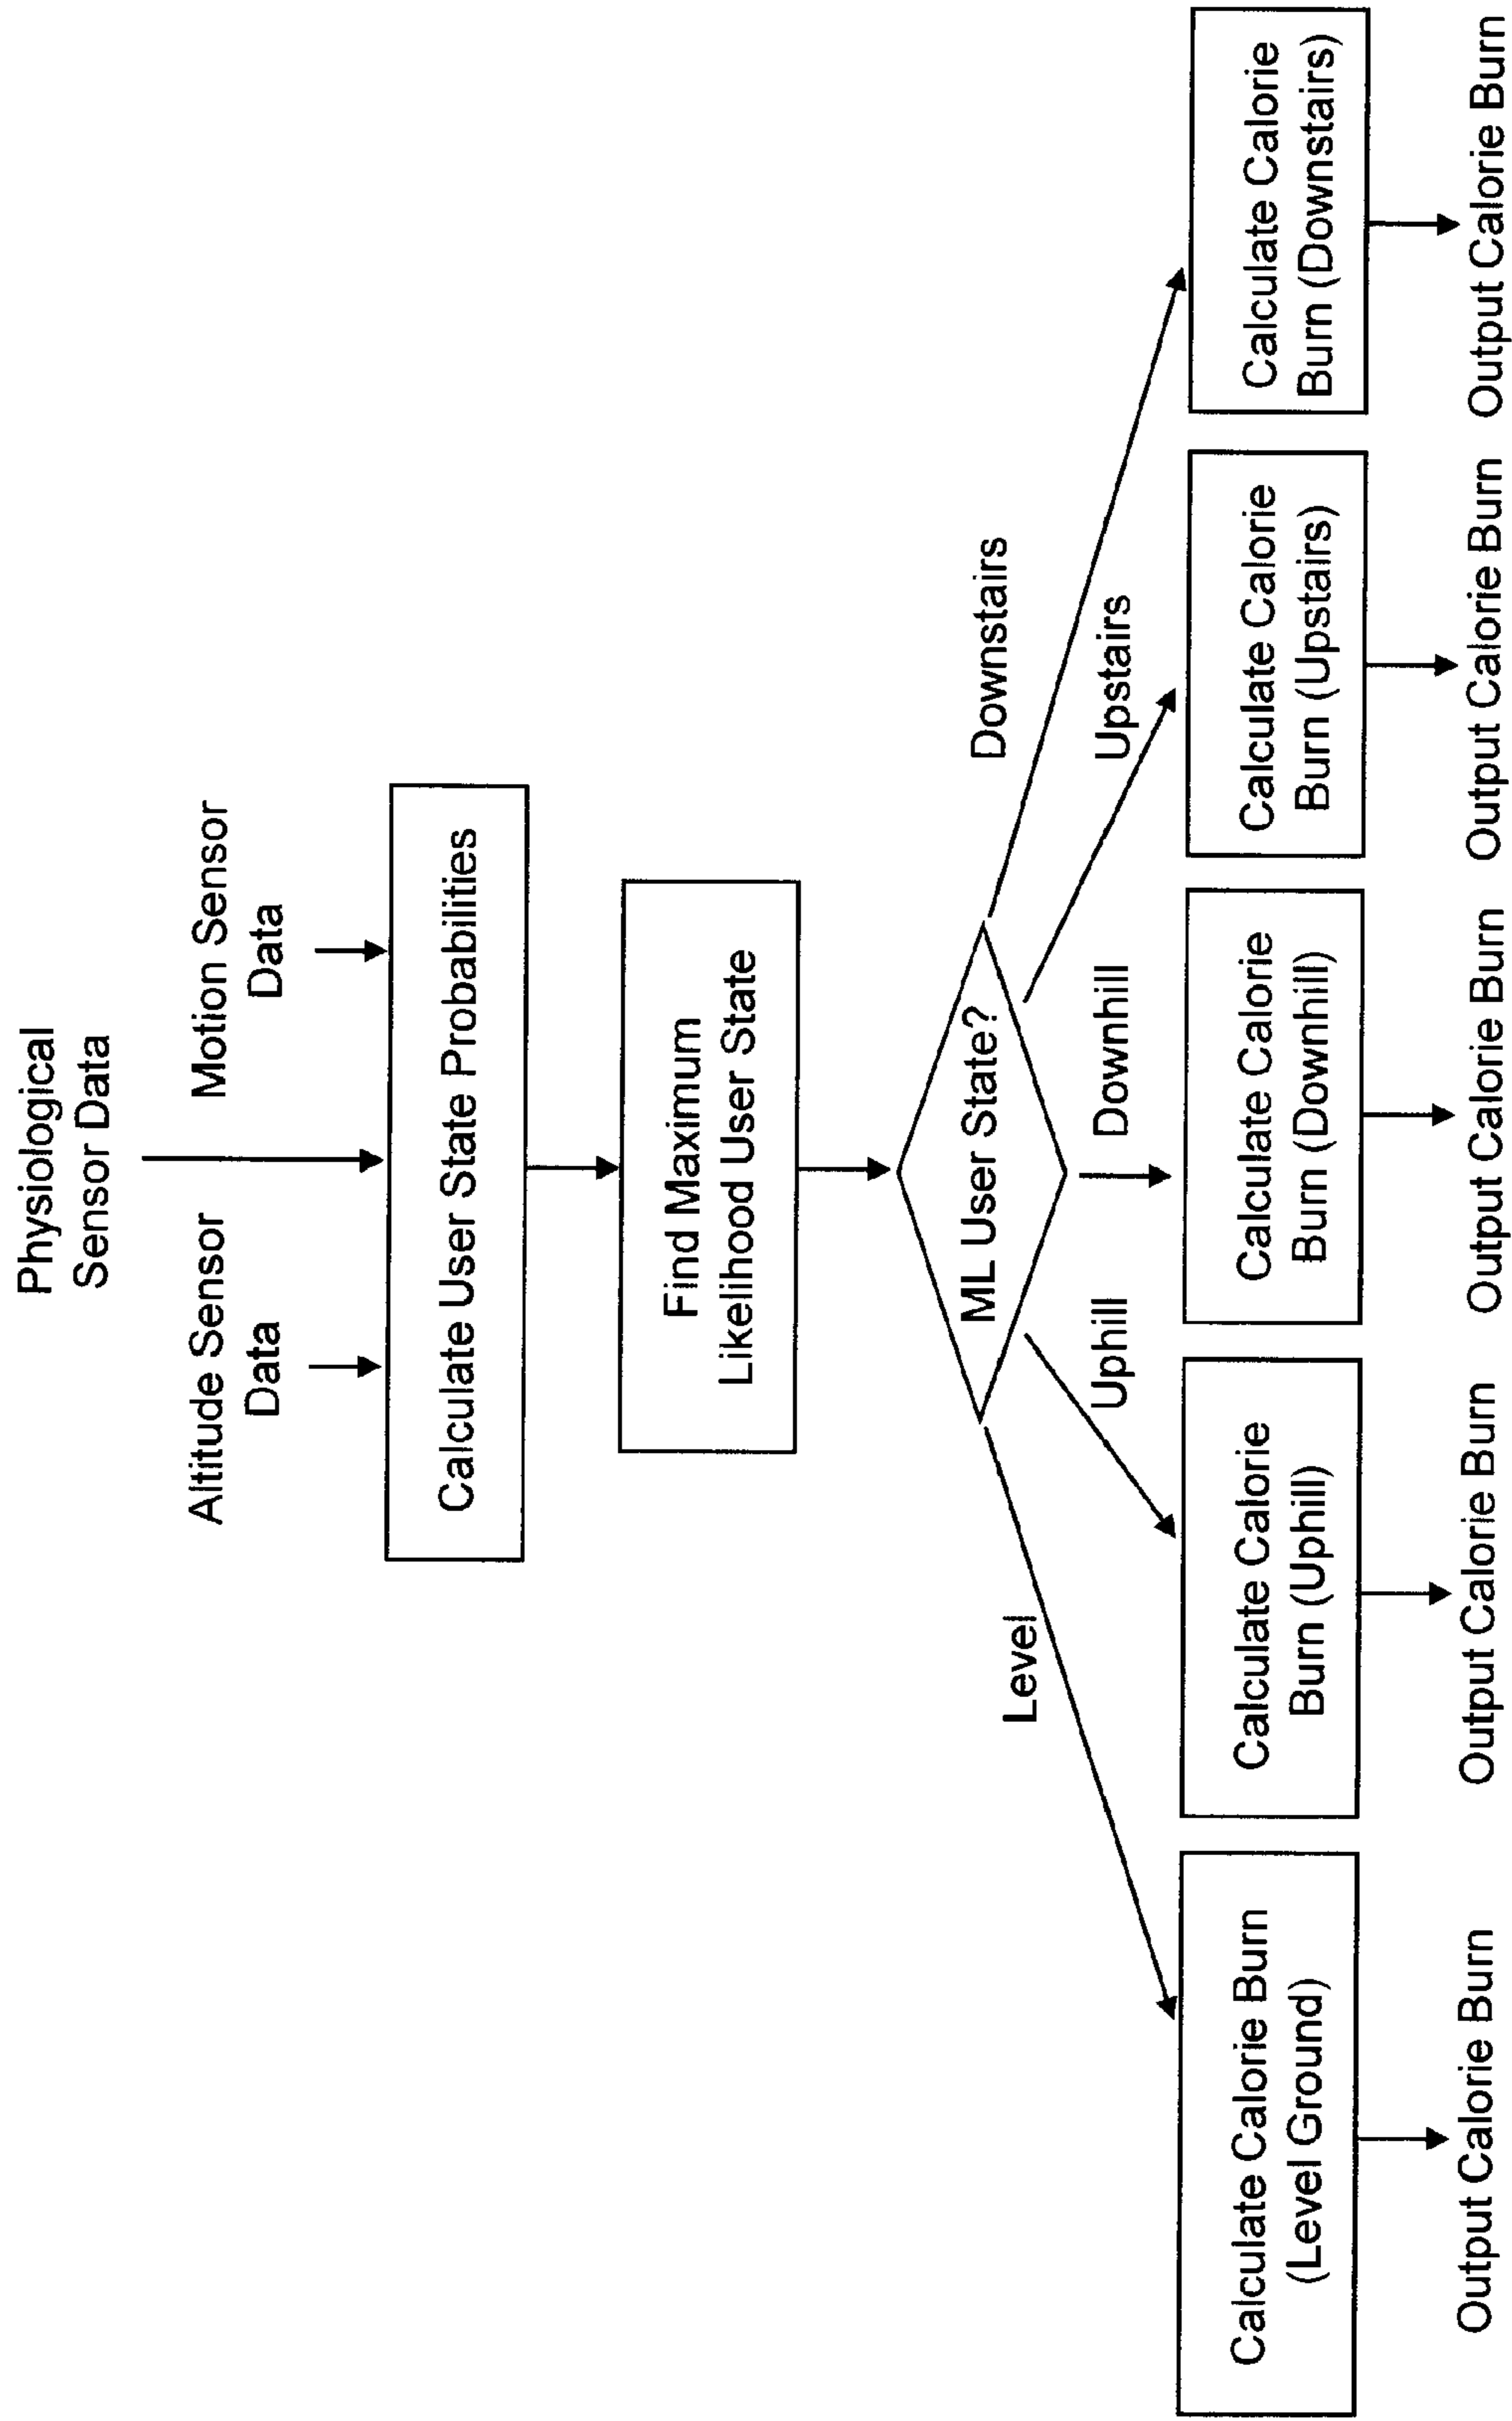 Physiological
Sensor Data
Altitude Sensor
Data
Motion Sensor
Data
Calculate User State Probabilities
Find Maximum
Likelihood User State
ML User State?
Level
Uphill
Downhill
Upstairs
Downstairs
Calculate Calorie Burn
(Level Ground)
Calculate Calorie
Burn (Uphill)
Calculate Calorie
Burn (Downhill)
Calculate Calorie
Burn (Upstairs)
Calculate Calorie
Burn (Downstairs)
Output Calorie Burn
Output Calorie Burn
Output Calorie Burn
Output Calorie Burn
Output Calorie Burn